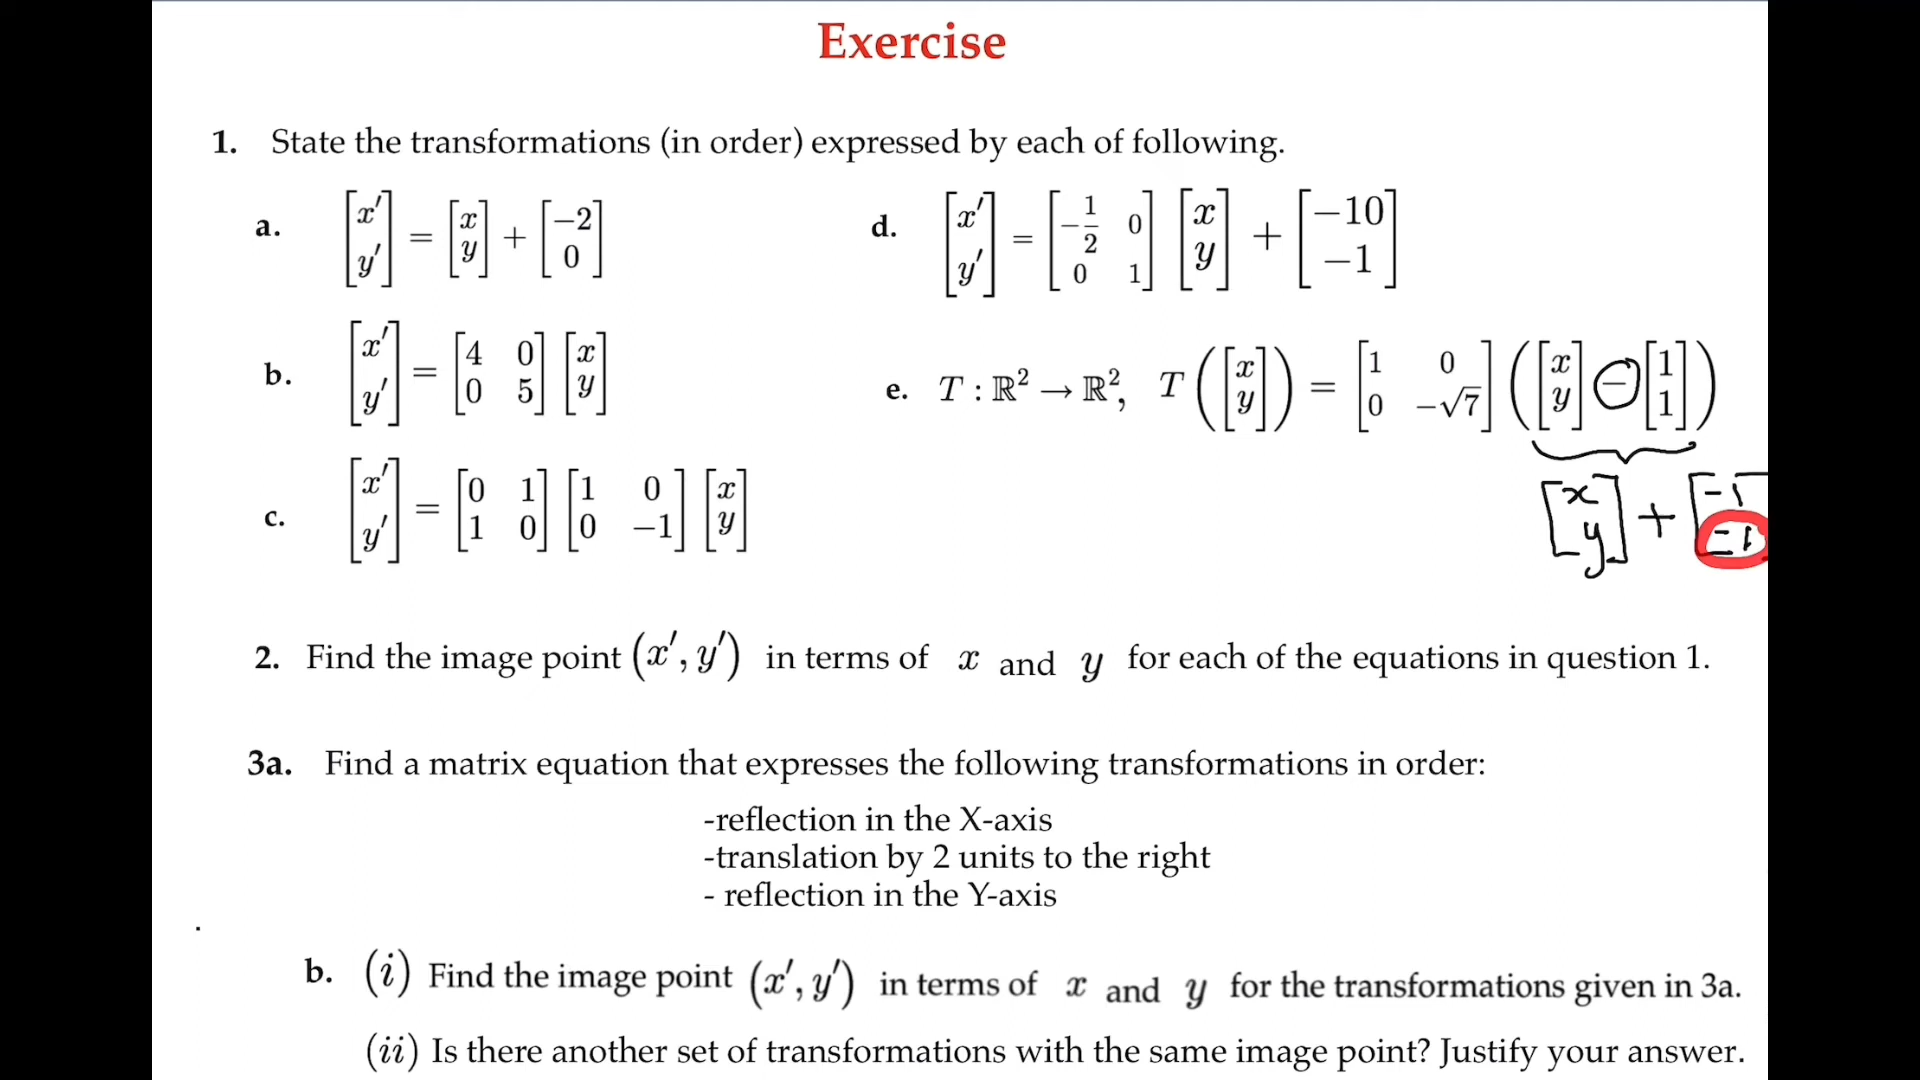 Exercise
1. State the transformations (in order) expressed by each of following.
a. [x′ y′] = [x y] + [−2 0]
d. [x′ y′] = [−1/2 0 0 1] [x y] + [−10 −1]
b. [x′ y′] = [4 0 0 5] [x y]
e. T : ℝ² → ℝ², T([x y]) = [1 0 0 −√7] ([x y] − [1 1])
c. [x′ y′] = [0 1 1 0] [1 0 0 −1] [x y]
[x y] + [−1 −1
2. Find the image point (x′, y′) in terms of x and y for each of the equations in question 1.
3a. Find a matrix equation that expresses the following transformations in order:
-reflection in the X-axis
-translation by 2 units to the right
- reflection in the Y-axis
b. (i) Find the image point (x′, y′) in terms of x and y for the transformations given in 3a.
(ii) Is there another set of transformations with the same image point? Justify your answer.